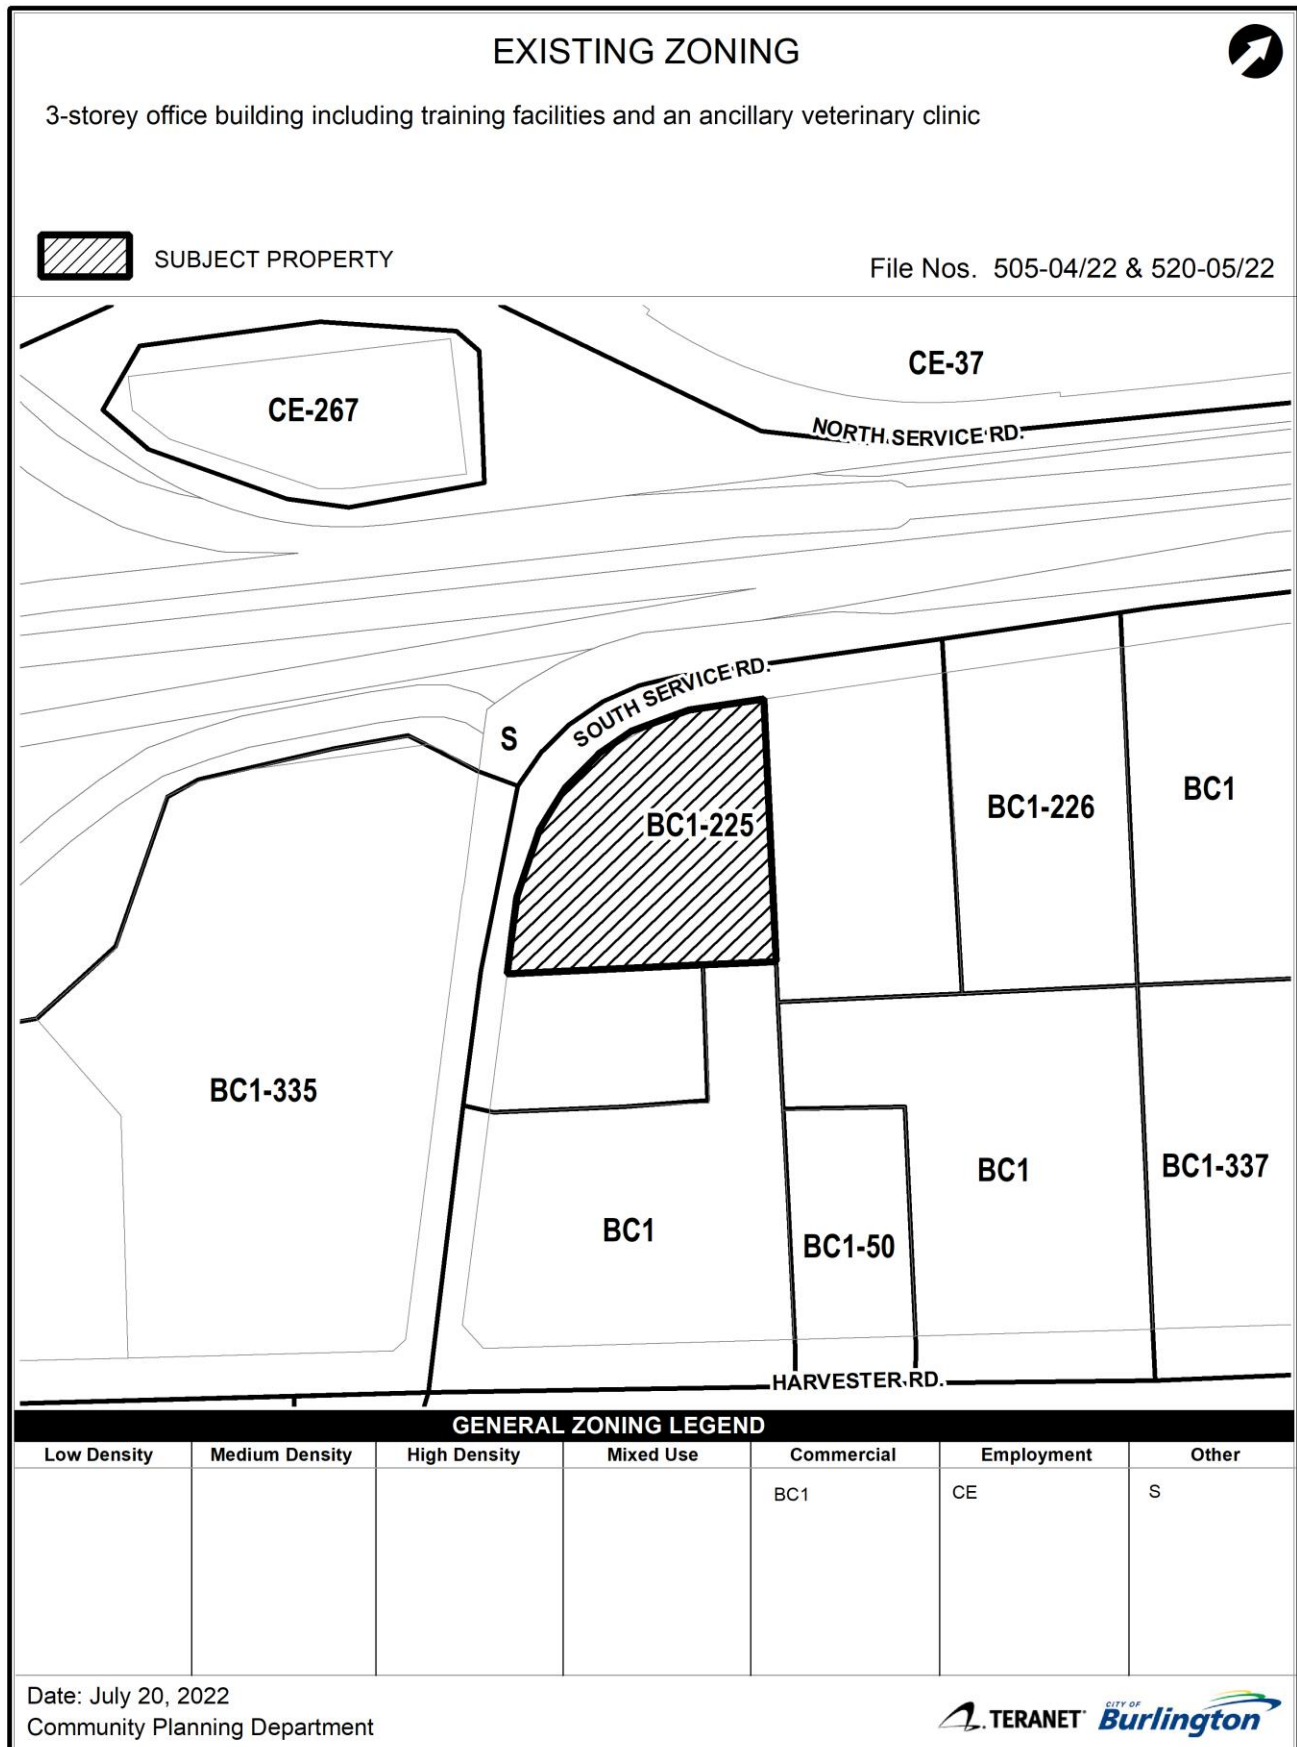 EXISTING ZONING
3-storey office building including training facilities and an ancillary veterinary clinic
SUBJECT PROPERTY
File Nos. 505-04/22 & 520-05/22
CE-37
CE-267
NORTH SERVICE RD.
SOUTH SERVICE RD.
S
BC1
BC1-226
BC1-225
BC1-335
BC1-337
BC1
BC1
BC1-50
HARVESTER RD.
GENERAL ZONING LEGEND
Low Density Medium Density High Density Mixed Use Commercial Employment Other
BC1 CE S
Date: July 20, 2022
Community Planning Department
TERANET
CITY OF
Burlington